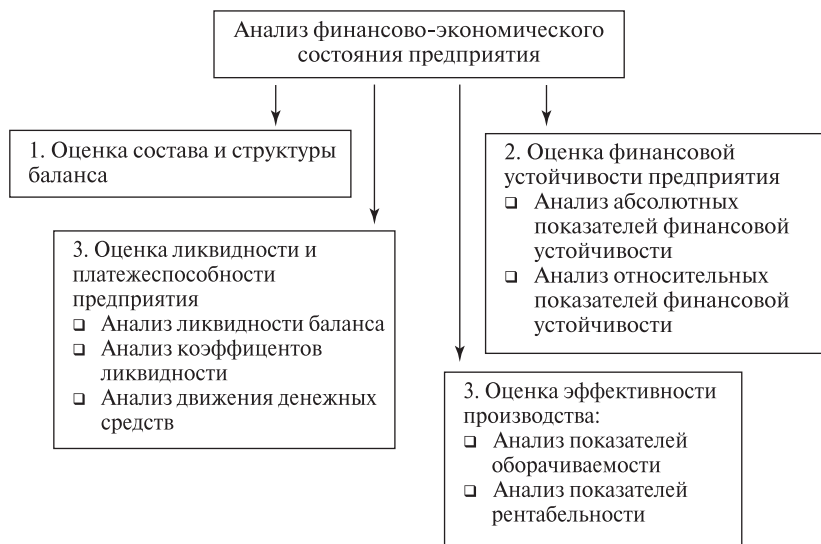 Анализ финансово-экономического
состояния предприятия
1. Оценка состава и структуры
баланса
2. Оценка финансовой
устойчивости предприятия
❑ Анализ абсолютных
показателей финансовой
устойчивости
❑ Анализ относительных
показателей финансовой
устойчивости
3. Оценка ликвидности и
платежеспособности
предприятия
❑ Анализ ликвидности баланса
❑ Анализ коэффицентов
ликвидности
❑ Анализ движения денежных
средств
3. Оценка эффективности
производства:
❑ Анализ показателей
оборачиваемости
❑ Анализ показателей
рентабельности